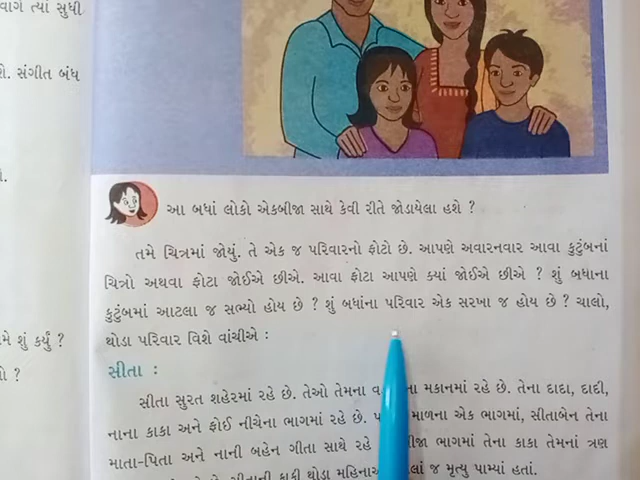 વાગે ત્યાં સુધી
સંગીત બંધ
આ બધાં લોકો એકબીજા સાથે કેવી રીતે જોડાયેલા હશે ?
તમે ચિત્રમાં જોયું. તે એક જ પરિવારનો ફોટો છે. આપણે અવારનવાર આવા કુટુંબનાં
ચિત્રો અથવા ફોટા જોઈએ છીએ. આવા ફોટા આપણે ક્યાં જોઈએ છીએ ? શું બધાના
કુટુંબમાં આટલા જ સભ્યો હોય છે ? શું બધાંના પરિવાર એક સરખા જ હોય છે ? ચાલો,
થોડા પરિવાર વિશે વાંચીએ :
શું કર્યું ?
સીતા :
સીતા સુરત શહેરમાં રહે છે. તેઓ તેમના મકાનમાં રહે છે. તેના દાદા, દાદી,
નાના કાકા અને ફોઈ નીચેના ભાગમાં રહે છે. માળના એક ભાગમાં, સીતાબેન તેના
માતા-પિતા અને નાની બહેન ગીતા સાથે રહે ભાગમાં તેના કાકા તેમનાં ત્રણ
સીતાની કાકી થોડા જ મૃત્યુ પામ્યાં હતાં.